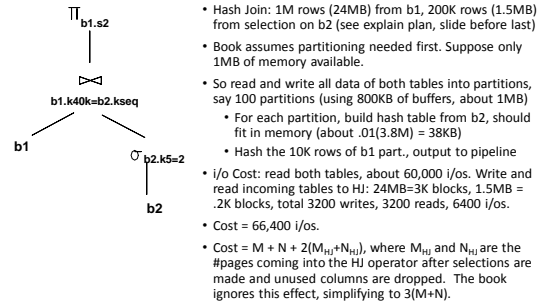 ∏ b1.s2
⋈
b1.k40k=b2.kseq
b1
σ b2.k5=2
b2
• Hash Join: 1M rows (24MB) from b1, 200K rows (1.5MB)
from selection on b2 (see explain plan, slide before last)
• Book assumes partitioning needed first. Suppose only
1MB of memory available.
• So read and write all data of both tables into partitions,
say 100 partitions (using 800KB of buffers, about 1MB)
• For each partition, build hash table from b2, should
fit in memory (about .01(3.8M) = 38KB)
• Hash the 10K rows of b1 part., output to pipeline
• i/o Cost: read both tables, about 60,000 i/os. Write and
read incoming tables to HJ: 24MB=3K blocks, 1.5MB =
.2K blocks, total 3200 writes, 3200 reads, 6400 i/os.
• Cost = 66,400 i/os.
• Cost = M + N + 2(MHJ+NHJ), where MHJ and NHJ are the
#pages coming into the HJ operator after selections are
made and unused columns are dropped. The book
ignores this effect, simplifying to 3(M+N).